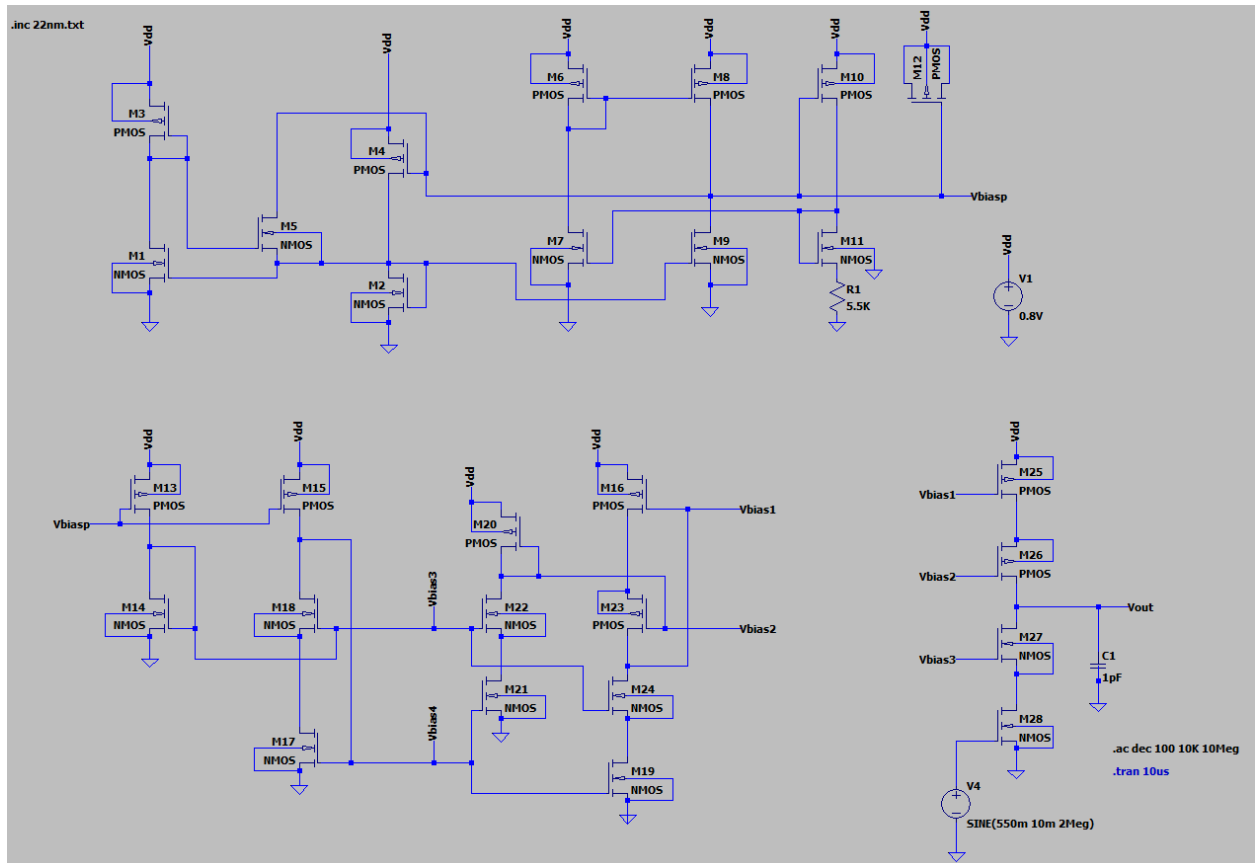 .inc 22nm.txt
Vdd
Vdd
Vdd
Vdd
Vdd
Vdd
M3
PMOS
M4
PMOS
M6
PMOS
M8
PMOS
M10
PMOS
M12
PMOS
Vbiasp
M5
NMOS
M1
NMOS
M2
NMOS
M7
NMOS
M9
NMOS
M11
NMOS
R1
5.5K
Vdd
V1
0.8V
Vdd
Vdd
Vdd
Vdd
Vdd
M13
PMOS
M15
PMOS
M20
PMOS
M16
PMOS
M25
PMOS
Vbiasp
Vbias1
Vbias1
M26
PMOS
Vbias2
M14
NMOS
M18
NMOS
Vbias3
M22
NMOS
M23
PMOS
Vbias2
Vout
M27
NMOS
Vbias3
C1
1pF
M21
NMOS
M24
NMOS
M17
NMOS
Vbias4
M19
NMOS
M28
NMOS
V4
SINE(550m 10m 2Meg)
.ac dec 100 10K 10Meg
.tran 10us